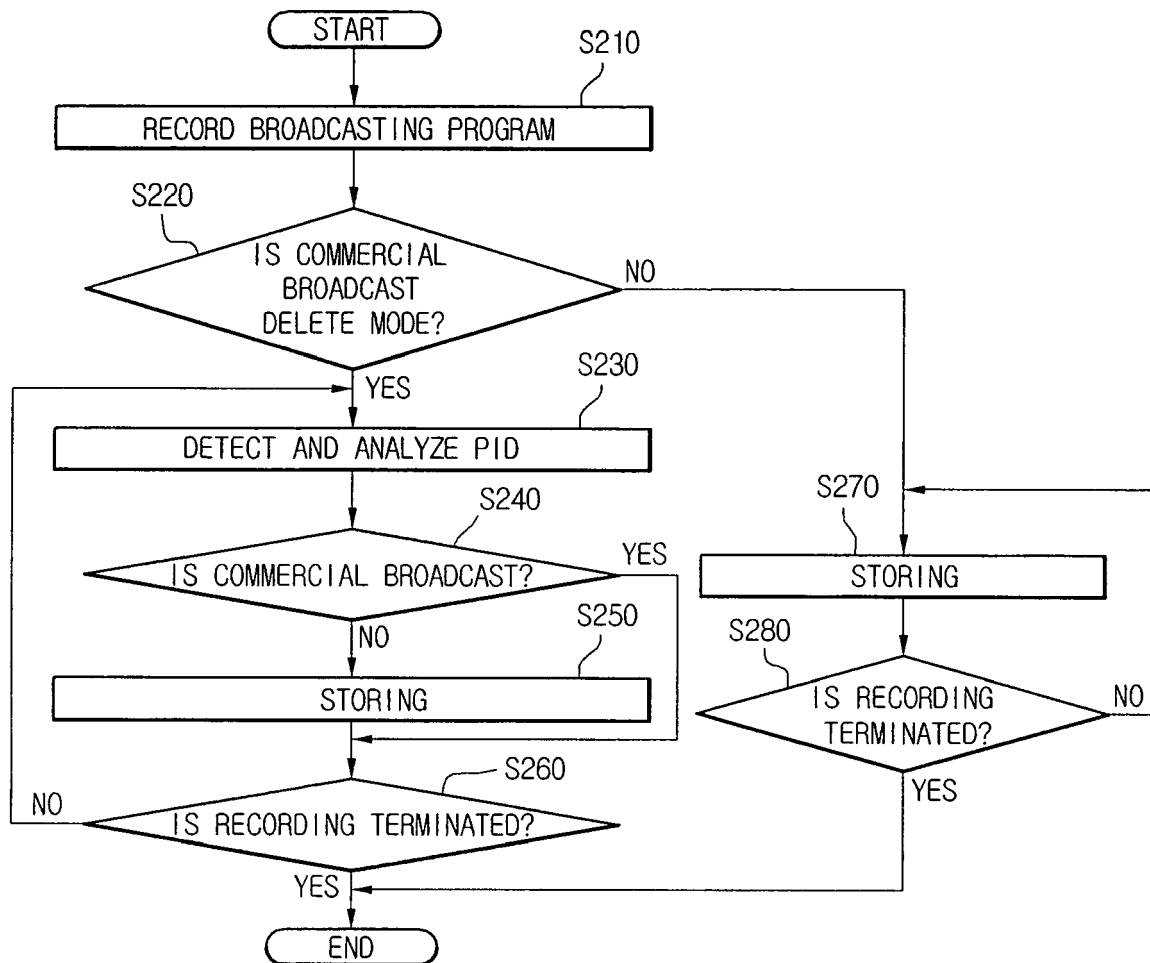 START
S210
RECORD BROADCASTING PROGRAM
S220
IS COMMERCIAL
BROADCAST
DELETE MODE?
NO
YES
S230
DETECT AND ANALYZE PID
S240
IS COMMERCIAL BROADCAST?
YES
NO
S250
STORING
S260
IS RECORDING TERMINATED?
NO
YES
S270
STORING
S280
IS RECORDING
TERMINATED?
NO
YES
END